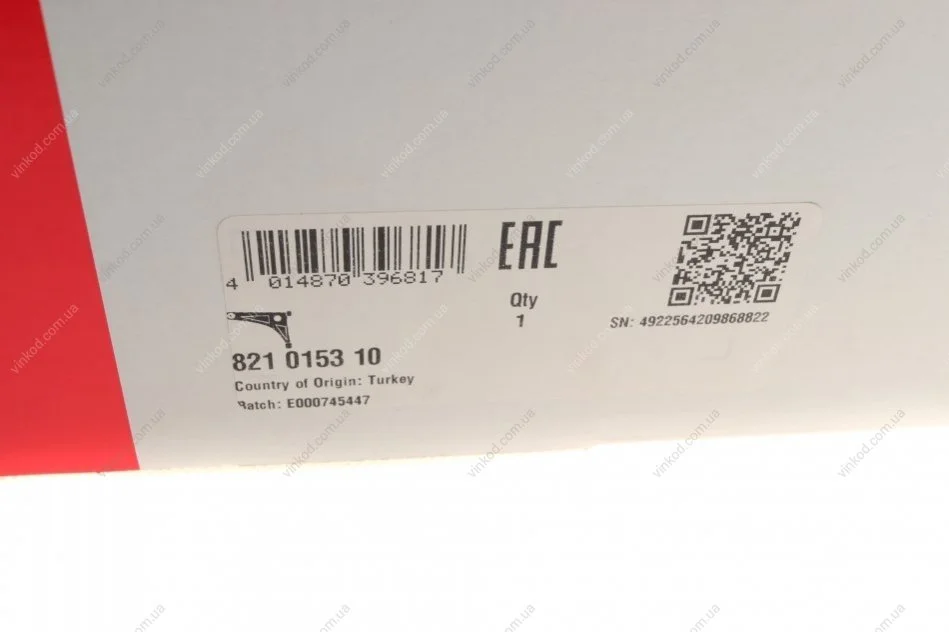 EAC
4 014870 396817
Qty
1
SN: 4922564209868822
821 0153 10
Country of Origin: Turkey
Batch: E000745447
vinkod.com.ua